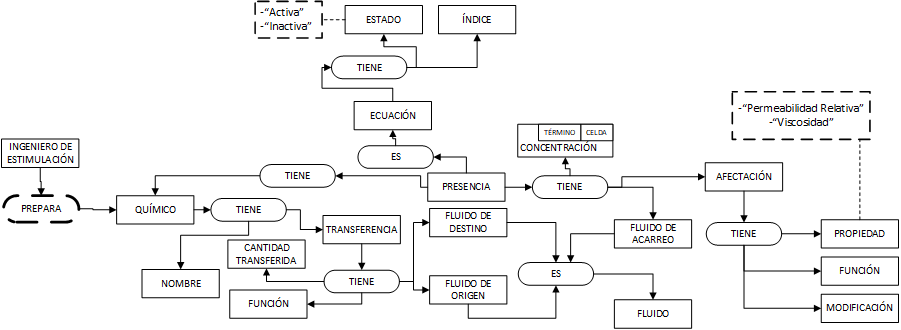 -“Activa”
-“Inactiva”
ESTADO
ÍNDICE
TIENE
ECUACIÓN
ES
-“Permeabilidad Relativa”
-“Viscosidad”
TÉRMINO
CELDA
CONCENTRACIÓN
INGENIERO DE
ESTIMULACIÓN
TIENE
PRESENCIA
TIENE
AFECTACIÓN
PREPARA
QUÍMICO
TIENE
TRANSFERENCIA
FLUIDO DE
DESTINO
FLUIDO DE
ACARREO
TIENE
PROPIEDAD
CANTIDAD
TRANSFERIDA
NOMBRE
TIENE
FUNCIÓN
FLUIDO DE
ORIGEN
ES
FLUIDO
FUNCIÓN
MODIFICACIÓN